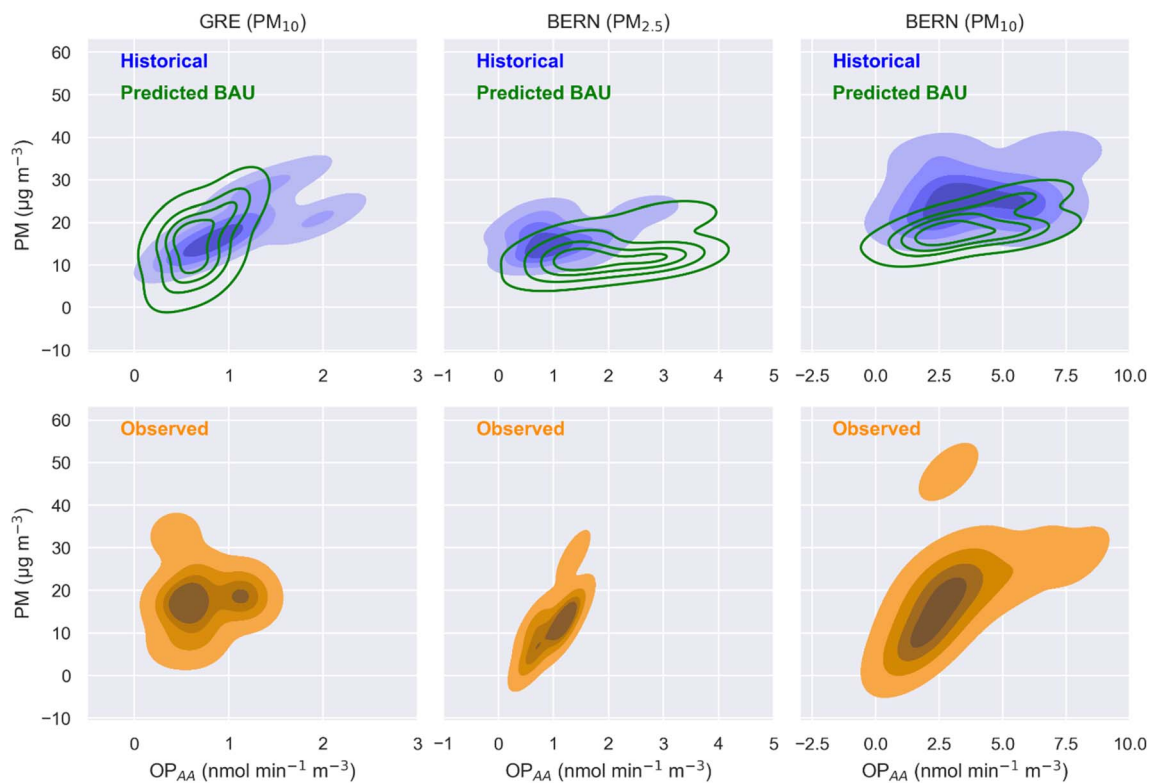 GRE (PM₁₀) BERN (PM₂.₅) BERN (PM₁₀)
60 Historical Historical Historical
50 Predicted BAU Predicted BAU Predicted BAU
40
30
20
10
0
−10
PM (µg m⁻³)
0 1 2 3 −1 0 1 2 3 4 5 −2.5 0.0 2.5 5.0 7.5 10.0
60 Observed Observed Observed
50
40
30
20
10
0
−10
PM (µg m⁻³)
0 1 2 3 −1 0 1 2 3 4 5 −2.5 0.0 2.5 5.0 7.5 10.0
OP_AA (nmol min⁻¹ m⁻³) OP_AA (nmol min⁻¹ m⁻³) OP_AA (nmol min⁻¹ m⁻³)